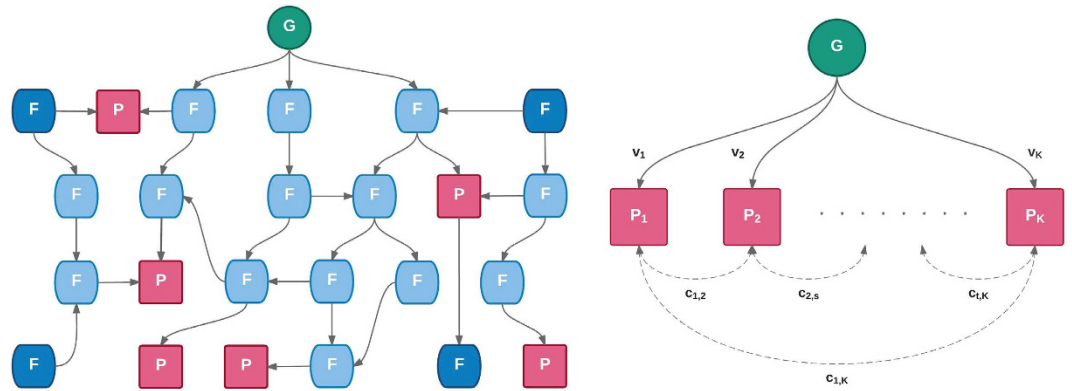 G
F P F F F F
F F F F P F
F P F F F F
F P P F F P
G
v1 v2 vK
P1 P2 . . . . . . . . PK
c1,2 c2,s ct,K
c1,K